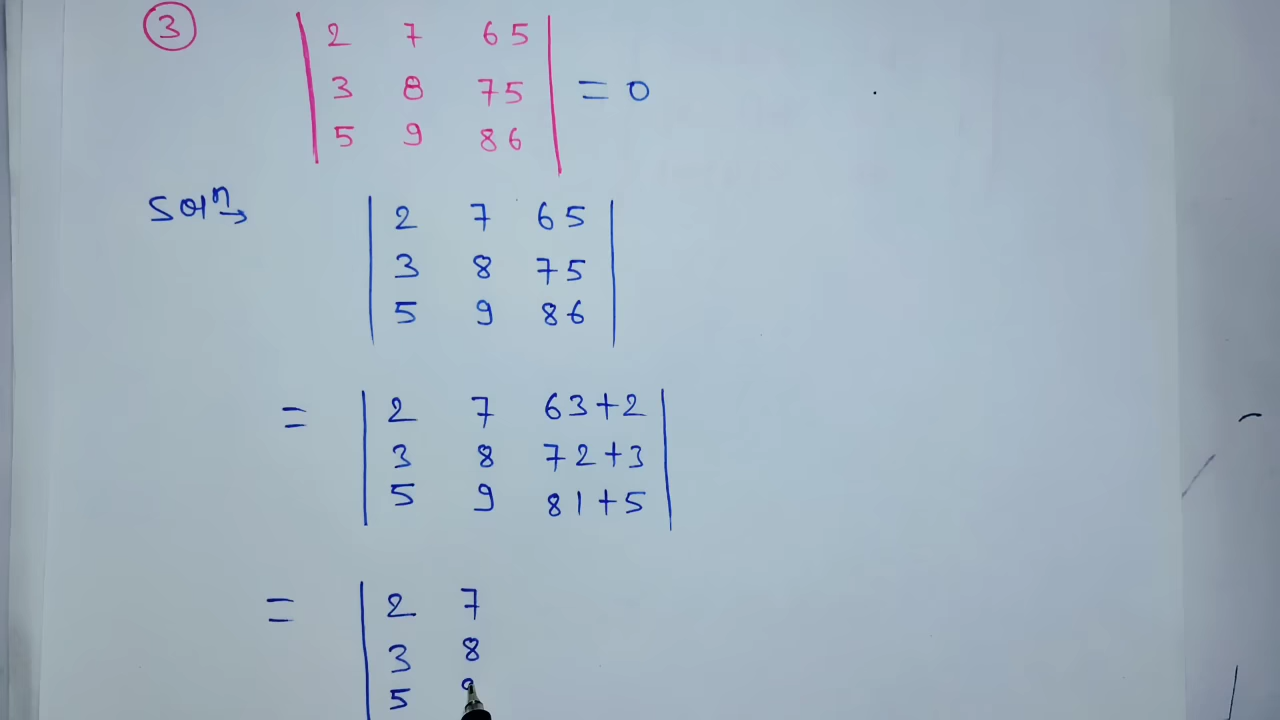 ③ | 2 7 65 |
| 3 8 75 | = 0
| 5 9 86 |
Solⁿ→ | 2 7 65 |
| 3 8 75 |
| 5 9 86 |
= | 2 7 63+2 |
| 3 8 72+3 |
| 5 9 81+5 |
= | 2 7
| 3 8
| 5